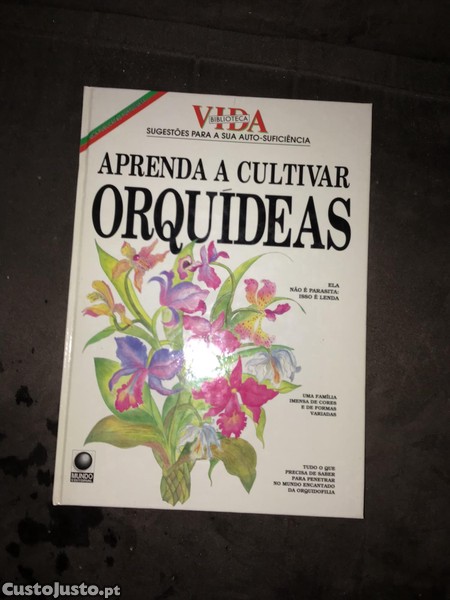 VIDA
BIBLIOTECA
SUGESTÕES PARA A SUA AUTO-SUFICIÊNCIA
APRENDA A CULTIVAR
ORQUÍDEAS
ELA
NÃO É PARASITA:
ISSO É LENDA
UMA FAMÍLIA
IMENSA DE CORES
E DE FORMAS
VARIADAS
TUDO O QUE
PRECISA DE SABER
PARA PENETRAR
NO MUNDO ENCANTADO
DA ORQUIDOFILIA
MUNDO
CustoJusto.pt